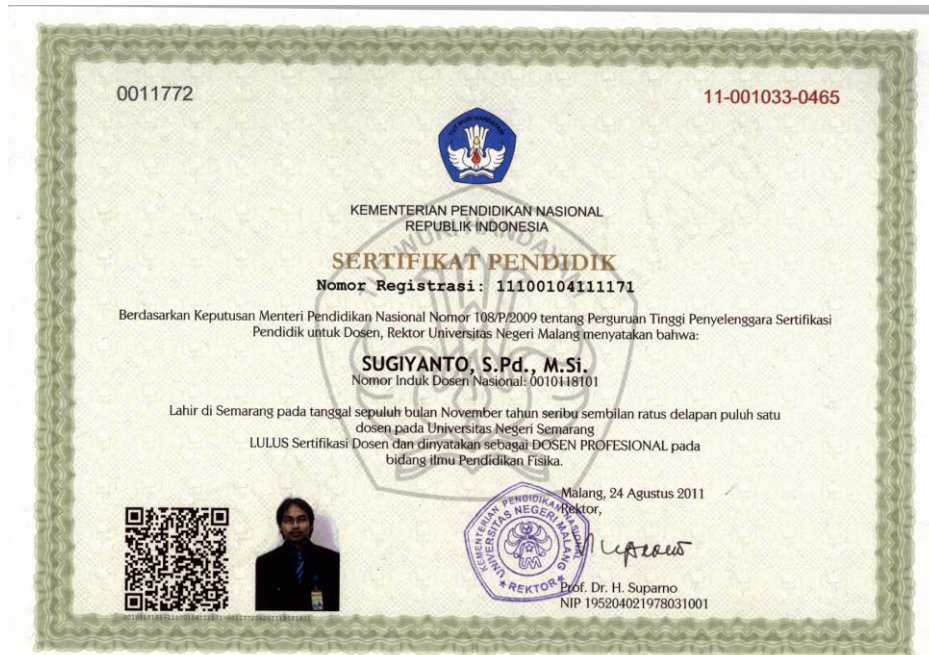 0011772
11-001033-0465
TUT WURI HANDAYANI
KEMENTERIAN PENDIDIKAN NASIONAL
REPUBLIK INDONESIA
SERTIFIKAT PENDIDIK
Nomor Registrasi: 11100104111171
Berdasarkan Keputusan Menteri Pendidikan Nasional Nomor 108/P/2009 tentang Perguruan Tinggi Penyelenggara Sertifikasi
Pendidik untuk Dosen, Rektor Universitas Negeri Malang menyatakan bahwa:
SUGIYANTO, S.Pd., M.Si.
Nomor Induk Dosen Nasional: 0010118101
Lahir di Semarang pada tanggal sepuluh bulan November tahun seribu sembilan ratus delapan puluh satu
dosen pada Universitas Negeri Semarang
LULUS Sertifikasi Dosen dan dinyatakan sebagai DOSEN PROFESIONAL pada
bidang ilmu Pendidikan Fisika.
Malang, 24 Agustus 2011
Rektor,
KEMENTERIAN PENDIDIKAN NASIONAL
UNIVERSITAS NEGERI MALANG
REKTOR
Prof. Dr. H. Suparno
NIP 195204021978031001